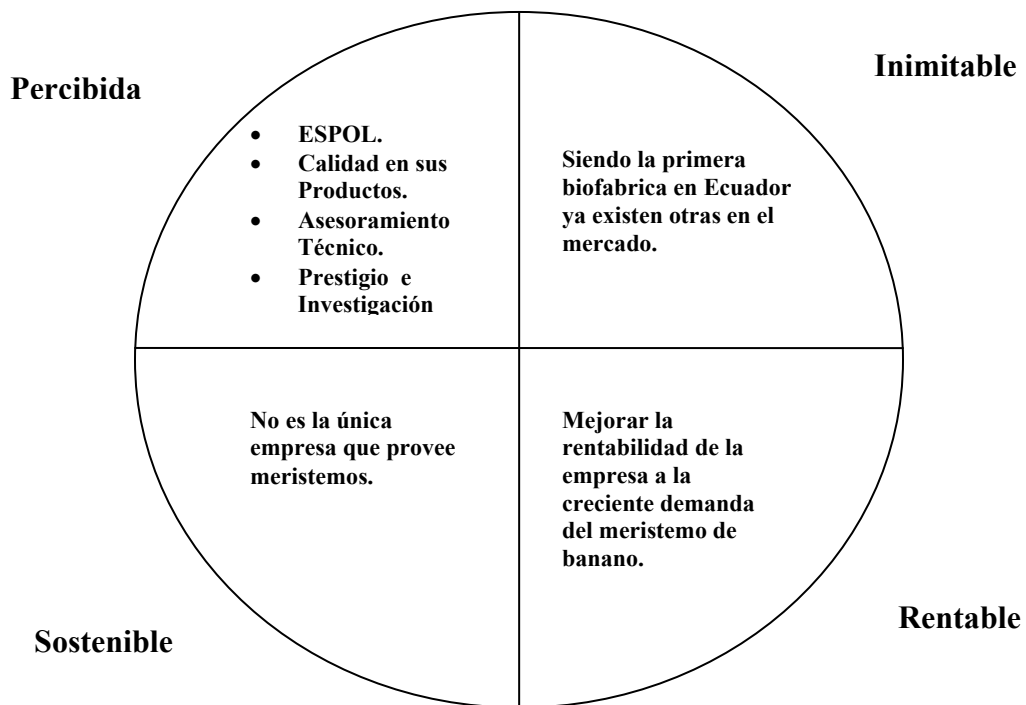 Percibida
Inimitable
• ESPOL.
• Calidad en sus
Productos.
• Asesoramiento
Técnico.
• Prestigio e
Investigación
Siendo la primera
biofabrica en Ecuador
ya existen otras en el
mercado.
No es la única
empresa que provee
meristemos.
Mejorar la
rentabilidad de la
empresa a la
creciente demanda
del meristemo de
banano.
Sostenible
Rentable